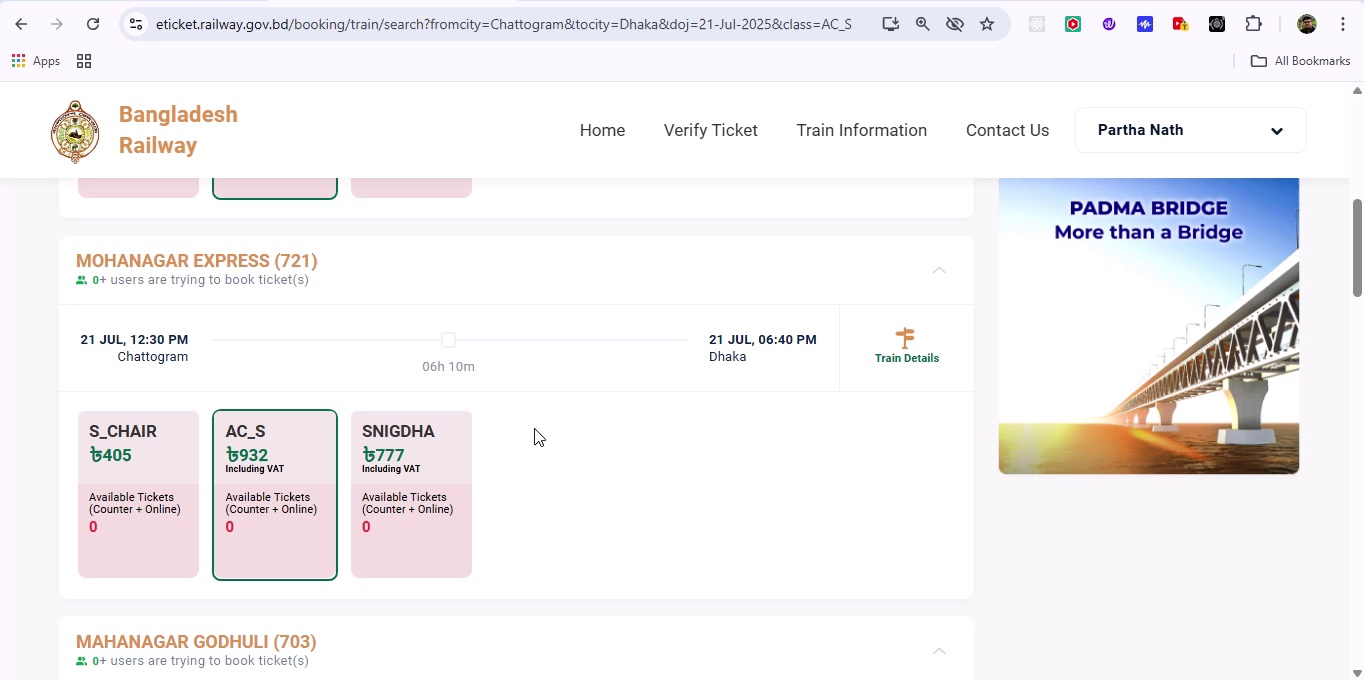 eticket.railway.gov.bd/booking/train/search?fromcity=Chattogram&tocity=Dhaka&doj=21-Jul-2025&class=AC_S
Apps
All Bookmarks
Bangladesh
Railway
Home
Verify Ticket
Train Information
Contact Us
Partha Nath
PADMA BRIDGE
More than a Bridge
MOHANAGAR EXPRESS (721)
0+ users are trying to book ticket(s)
21 JUL, 12:30 PM
Chattogram
06h 10m
21 JUL, 06:40 PM
Dhaka
Train Details
S_CHAIR
৳405
Available Tickets
(Counter + Online)
0
AC_S
৳932
Including VAT
Available Tickets
(Counter + Online)
0
SNIGDHA
৳777
Including VAT
Available Tickets
(Counter + Online)
0
MAHANAGAR GODHULI (703)
0+ users are trying to book ticket(s)